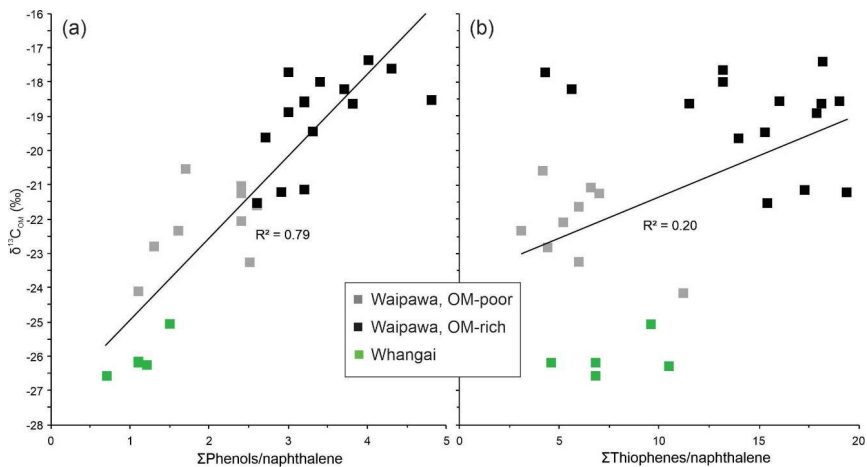 (a)
(b)
-16
-17
-18
-19
-20
-21
-22
-23
-24
-25
-26
-27
-28
δ¹³C_OM (‰)
R² = 0.79
R² = 0.20
Waipawa, OM-poor
Waipawa, OM-rich
Whangai
0 1 2 3 4 5
ΣPhenols/naphthalene
0 5 10 15 20
ΣThiophenes/naphthalene